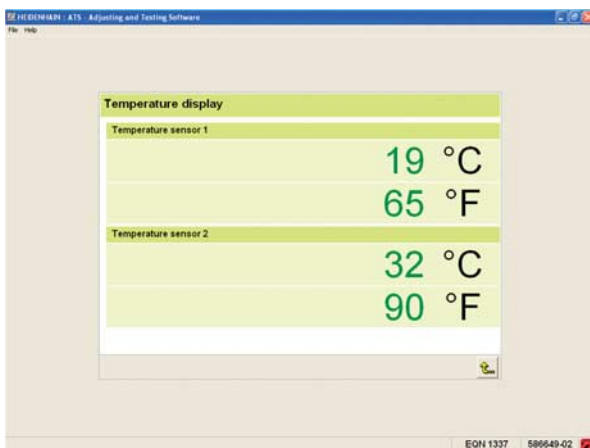 HEIDENHAIN : ATS - Adjusting and Testing Software
File Help
Temperature display
Temperature sensor 1
19 °C
65 °F
Temperature sensor 2
32 °C
90 °F
EQN 1337 586649-02